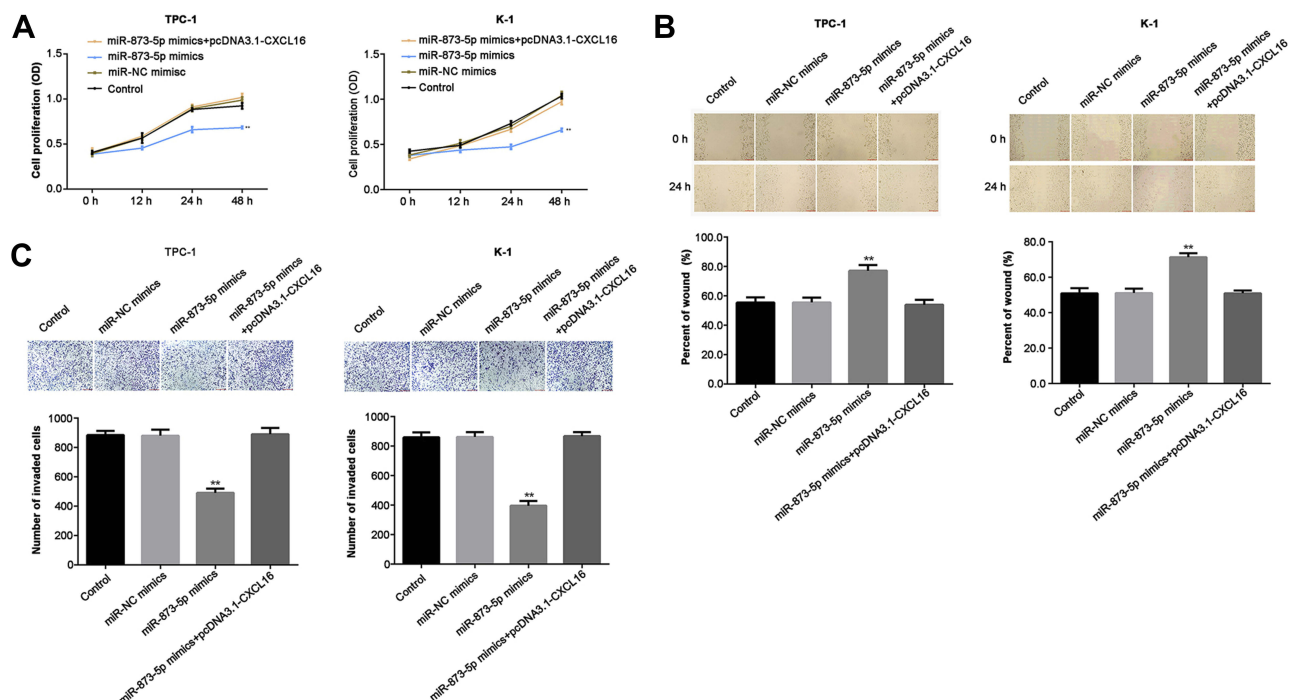 A
TPC-1
miR-873-5p mimics+pcDNA3.1-CXCL16
miR-873-5p mimics
miR-NC mimisc
Control
Cell proliferation (OD)
1.5
1.0
0.5
0.0
0 h
12 h
24 h
48 h
**
K-1
miR-873-5p mimics+pcDNA3.1-CXCL16
miR-873-5p mimics
miR-NC mimics
Control
Cell proliferation (OD)
1.5
1.0
0.5
0.0
0 h
12 h
24 h
48 h
**
B
TPC-1
Control
miR-NC mimics
miR-873-5p mimics
miR-873-5p mimics
+pcDNA3.1-CXCL16
0 h
24 h
K-1
Control
miR-NC mimics
miR-873-5p mimics
miR-873-5p mimics
+pcDNA3.1-CXCL16
0 h
24 h
Percent of wound (%)
100.0
80.0
60.0
40.0
20.0
0.0
**
Control
miR-NC mimics
miR-873-5p mimics
miR-873-5p mimics+pcDNA3.1-CXCL16
Percent of wound (%)
80.0
60.0
40.0
20.0
0.0
**
Control
miR-NC mimics
miR-873-5p mimics
miR-873-5p mimics+pcDNA3.1-CXCL16
C
TPC-1
Control
miR-NC mimics
miR-873-5p mimics
miR-873-5p mimcs
+pcDNA3.1-CXCL16
K-1
Control
miR-NC mimics
miR-873-5p mimics
miR-873-5p mimics
+pcDNA3.1-CXCL16
Number of invaded cells
1000
800
600
400
200
0
**
Control
miR-NC mimics
miR-873-5p mimics
miR-873-5p mimics+pcDNA3.1-CXCL16
Number of invaded cells
1000
800
600
400
200
0
**
Control
miR-NC mimics
miR-873-5p mimics
miR-873-5p mimics+pcDNA3.1-CXCL16